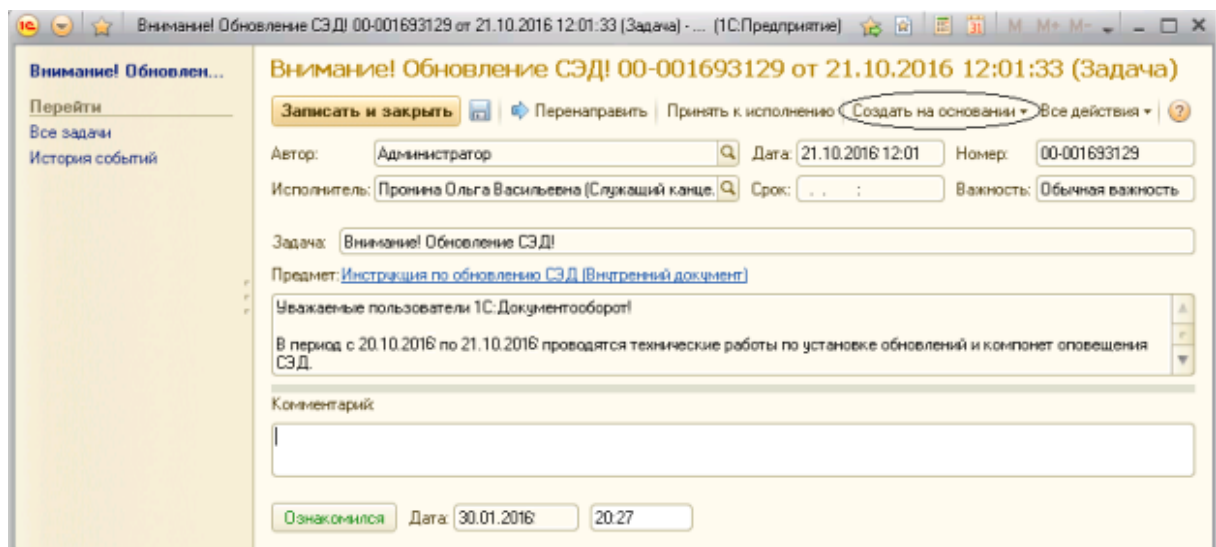 Внимание! Обновление СЭД! 00-001693129 от 21.10.2016 12:01:33 (Задача) - ... (1С:Предприятие) M M+ M-
Внимание! Обновлен...
Внимание! Обновление СЭД! 00-001693129 от 21.10.2016 12:01:33 (Задача)
Перейти
Все задачи
История событий
Записать и закрыть Перенаправить Принять к исполнению Создать на основании Все действия ?
Автор: Администратор Дата: 21.10.2016 12:01 Номер: 00-001693129
Исполнитель: Пронина Ольга Васильевна (Служащий канце. Срок: . . : Важность: Обычная важность
Задача: Внимание! Обновление СЭД!
Предмет: Инструкция по обновлению СЭД (Внутренний документ)
Уважаемые пользователи 1С:Документооборот!
В период с 20.10.2016 по 21.10.2016 проводятся технические работы по установке обновлений и компонет оповещения
СЭД.
Комментарий:
Ознакомился Дата: 30.01.2016 20:27